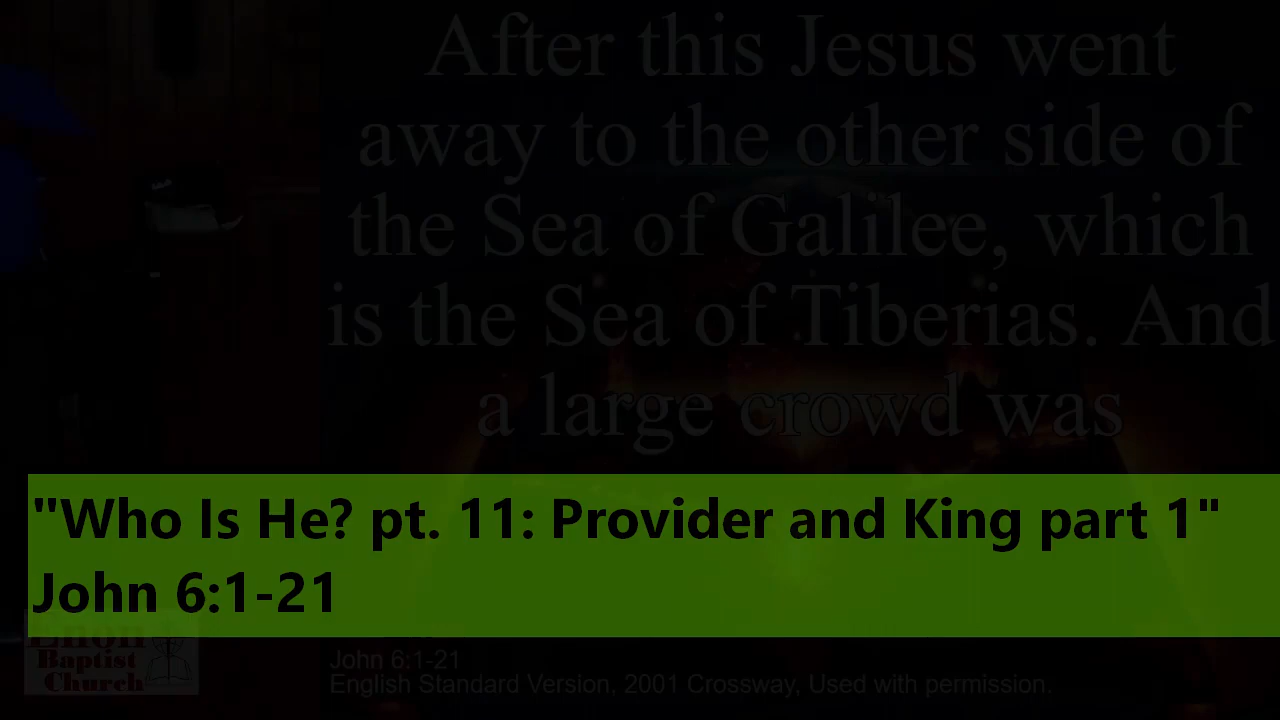 After this Jesus went
away to the other side of
the Sea of Galilee, which
is the Sea of Tiberias. And
a large crowd was
"Who Is He? pt. 11: Provider and King part 1"
John 6:1-21
Enon
Baptist
Church
John 6:1-21
English Standard Version, 2001 Crossway, Used with permission.